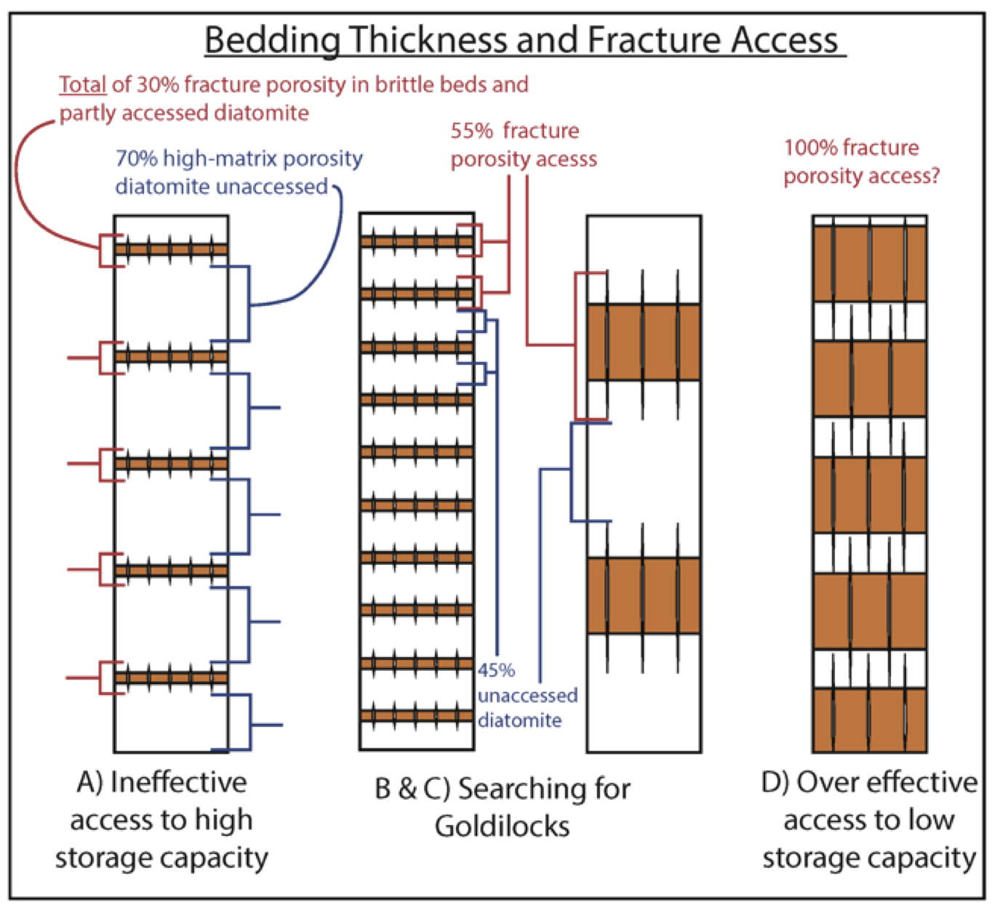 Bedding Thickness and Fracture Access
Total of 30% fracture porosity in brittle beds and
partly accessed diatomite
70% high-matrix porosity
diatomite unaccessed
55% fracture
porosity acesss
100% fracture
porosity access?
45%
unaccessed
diatomite
A) Ineffective
access to high
storage capacity
B & C) Searching for
Goldilocks
D) Over effective
access to low
storage capacity